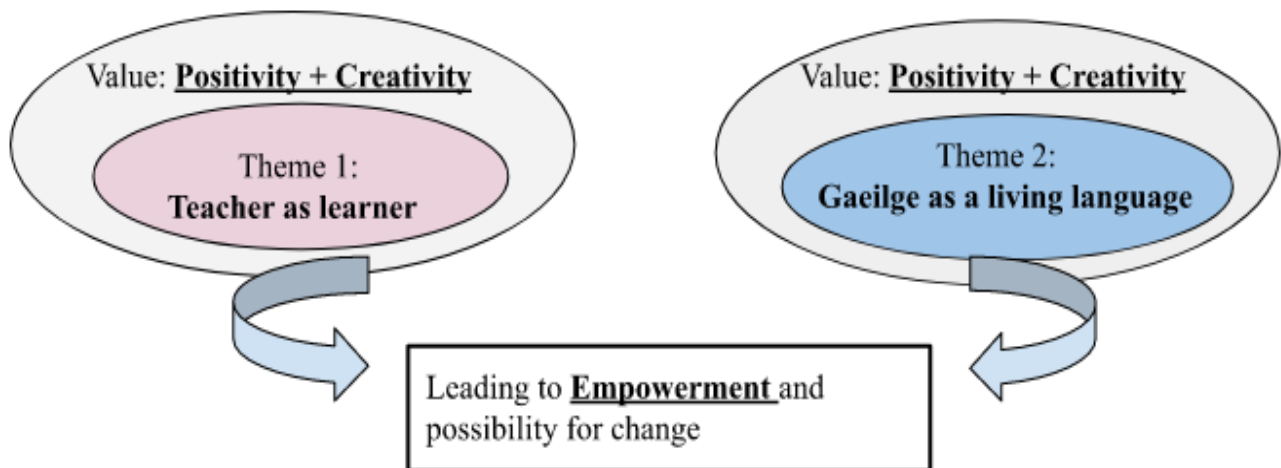 Value: Positivity + Creativity
Theme 1:
Teacher as learner
Value: Positivity + Creativity
Theme 2:
Gaeilge as a living language
Leading to Empowerment and
possibility for change